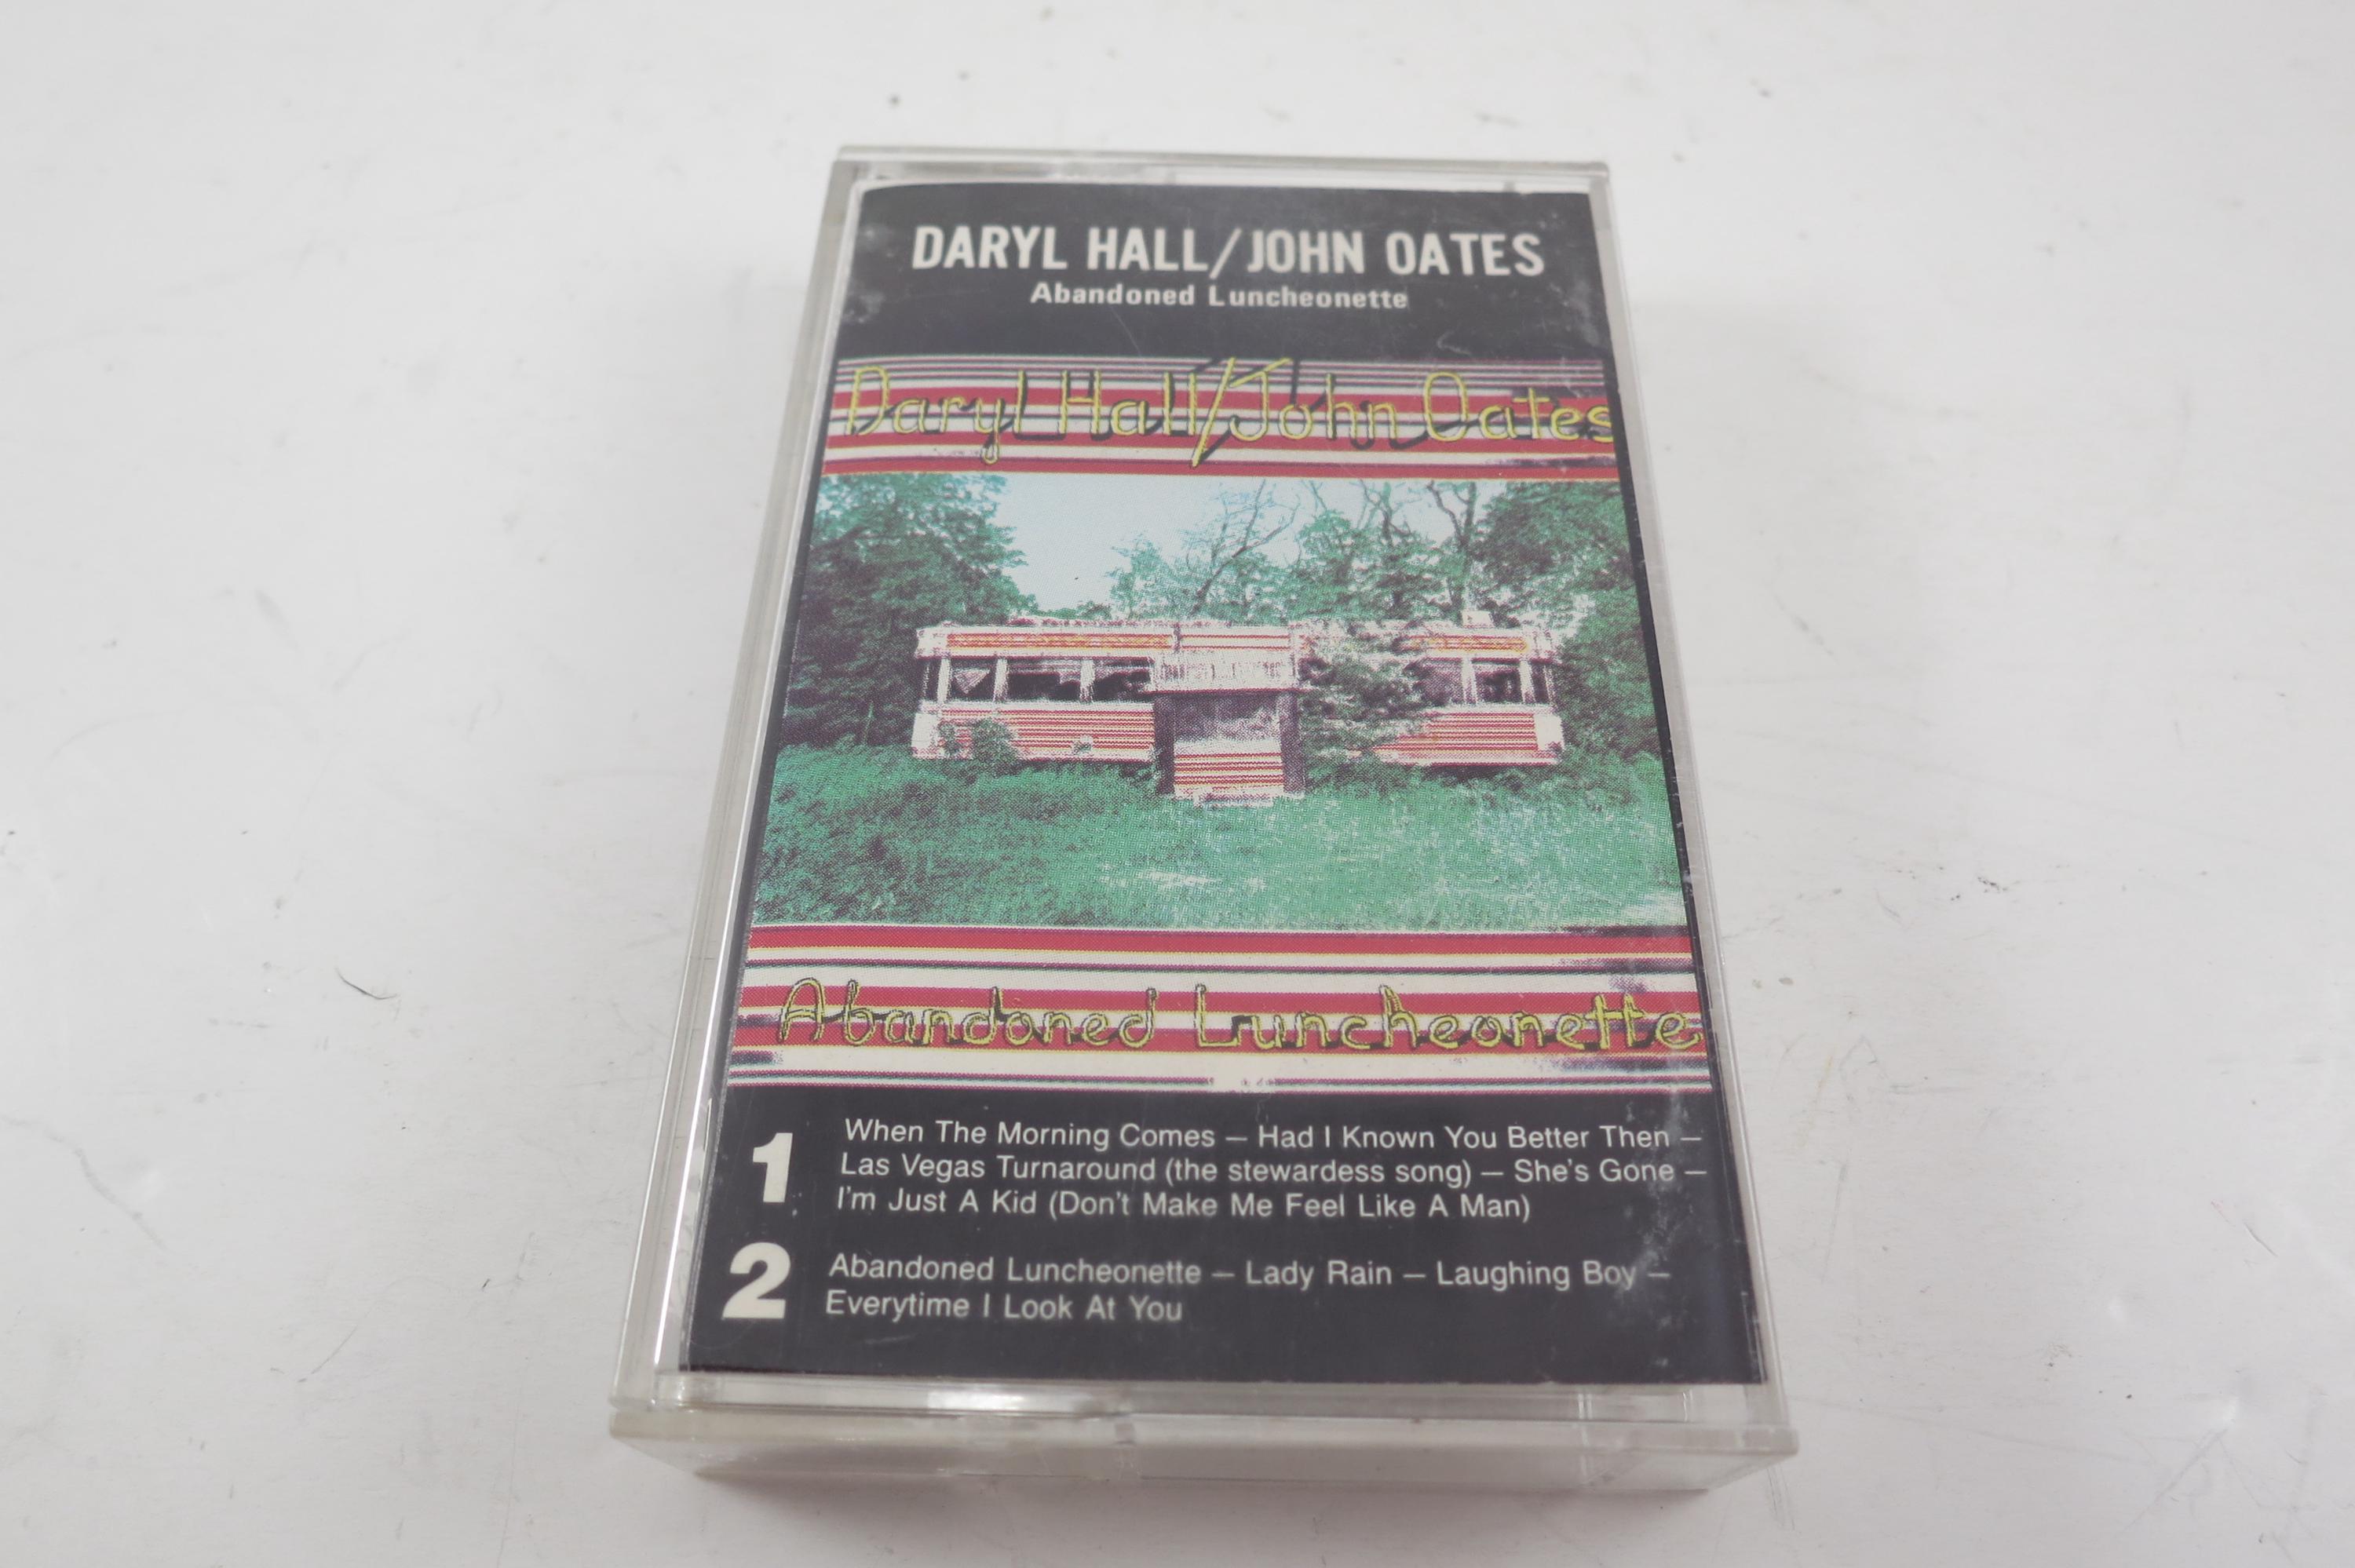 DARYL HALL/JOHN OATES
Abandoned Luncheonette
Daryl Hall/John Oates
Abandoned Luncheonette
1 When The Morning Comes – Had I Known You Better Then –
Las Vegas Turnaround (the stewardess song) – She's Gone –
I'm Just A Kid (Don't Make Me Feel Like A Man)
2 Abandoned Luncheonette – Lady Rain – Laughing Boy –
Everytime I Look At You